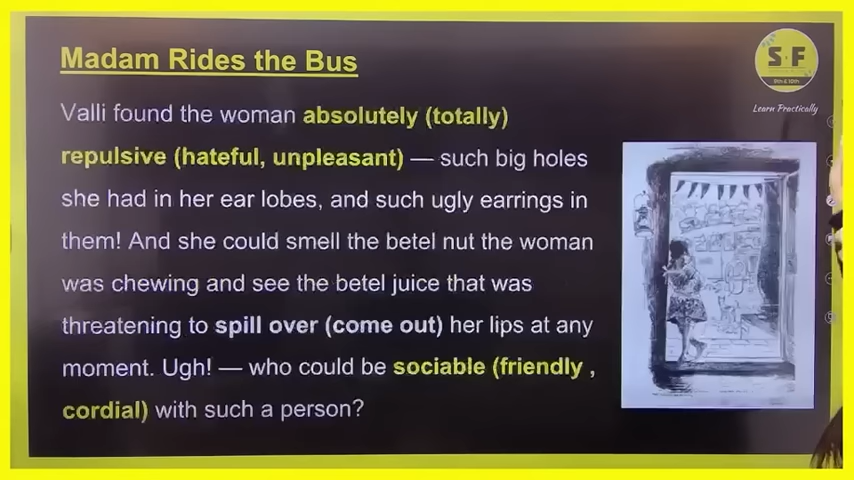 Madam Rides the Bus
S F
9th & 10th
Learn Practically
Valli found the woman absolutely (totally)
repulsive (hateful, unpleasant) — such big holes
she had in her ear lobes, and such ugly earrings in
them! And she could smell the betel nut the woman
was chewing and see the betel juice that was
threatening to spill over (come out) her lips at any
moment. Ugh! — who could be sociable (friendly ,
cordial) with such a person?